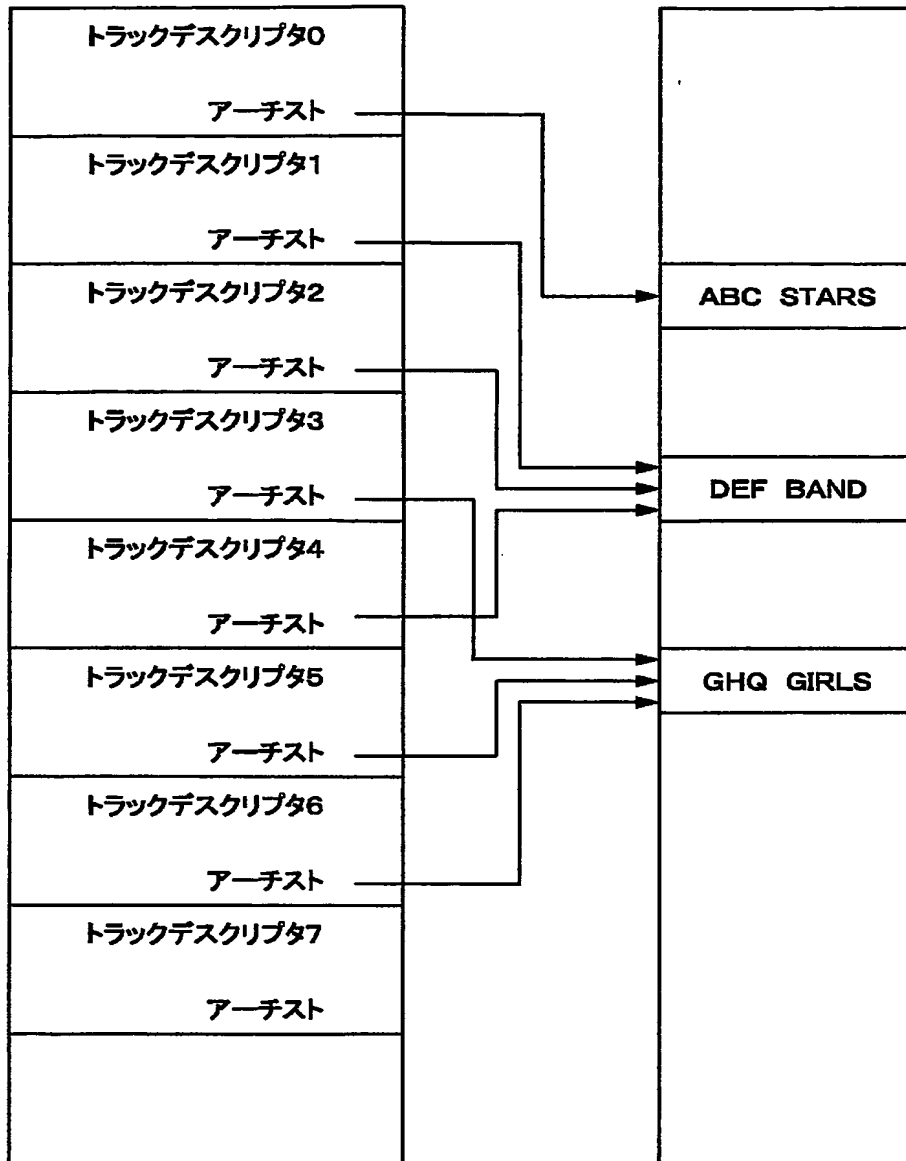 トラックデスクリプタ0
アーチスト
トラックデスクリプタ1
アーチスト
トラックデスクリプタ2
アーチスト
トラックデスクリプタ3
アーチスト
トラックデスクリプタ4
アーチスト
トラックデスクリプタ5
アーチスト
トラックデスクリプタ6
アーチスト
トラックデスクリプタ7
アーチスト
ABC STARS
DEF BAND
GHQ GIRLS